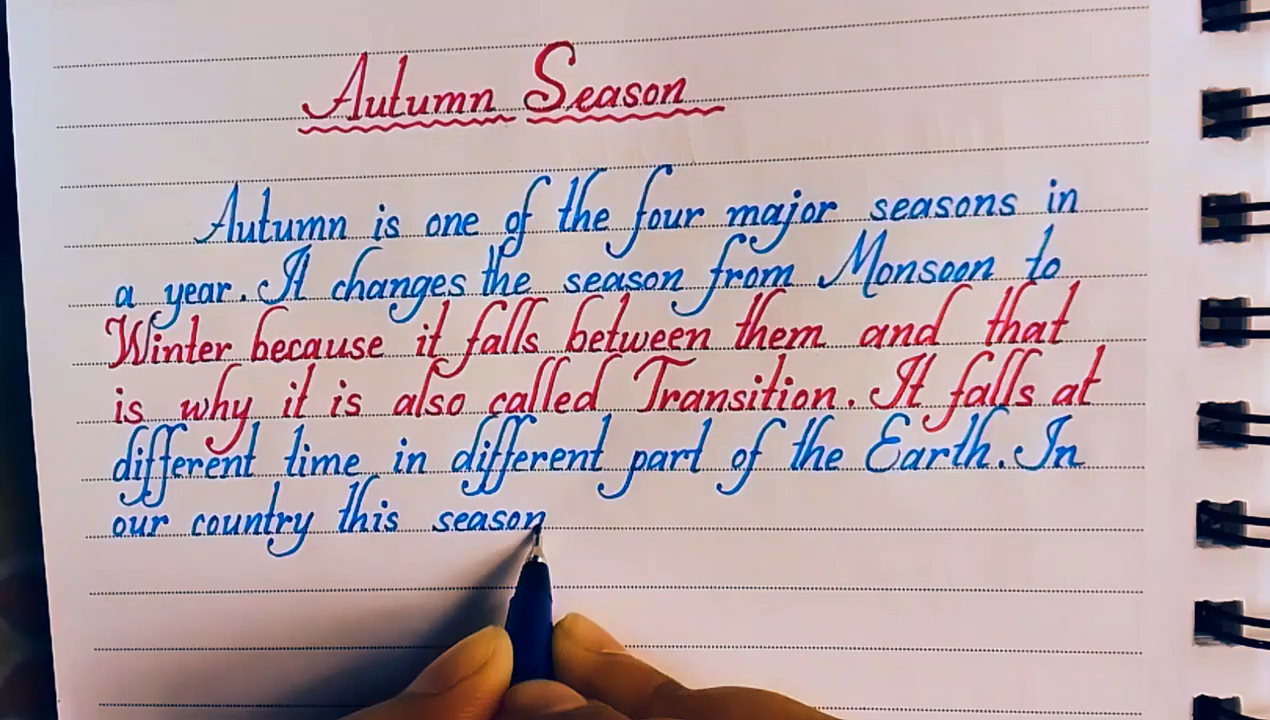 Autumn Season
Autumn is one of the four major seasons in
a year. It changes the season from Monsoon to
Winter because it falls between them and that
is why it is also called Transition. It falls at
different time in different part of the Earth. In
our country this season